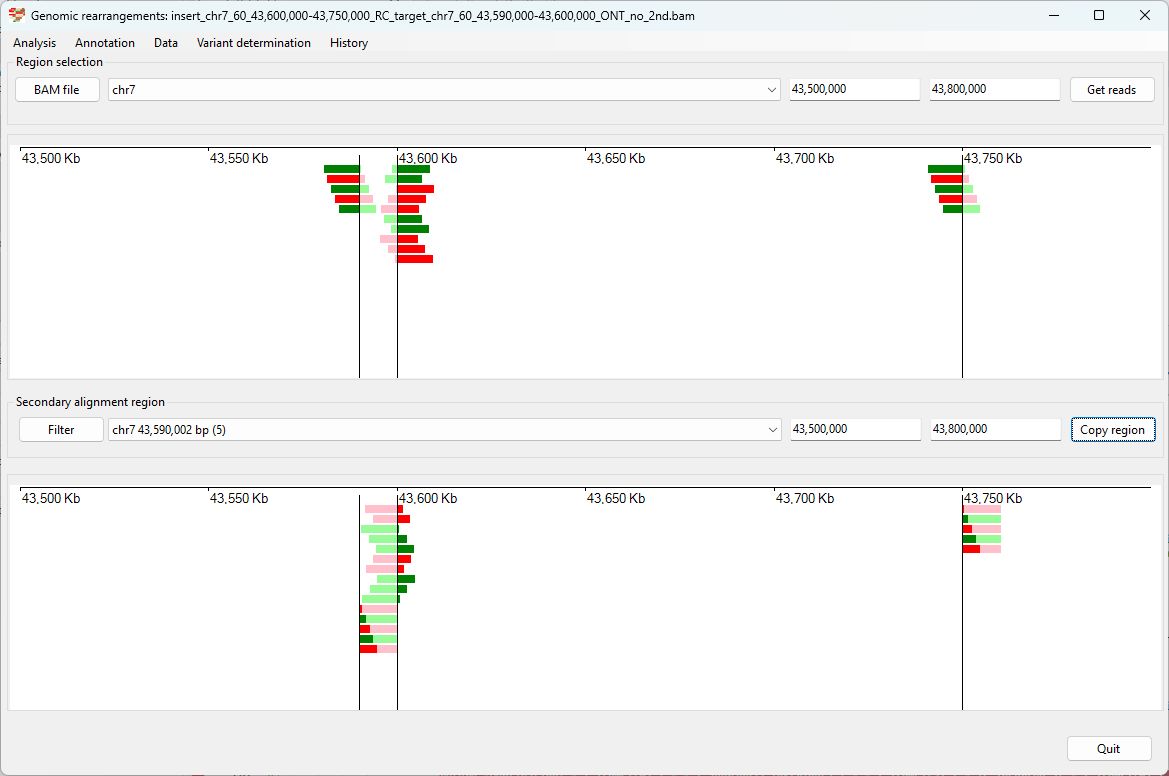 Genomic rearrangements: insert_chr7_60_43,600,000-43,750,000_RC_target_chr7_60_43,590,000-43,600,000_ONT_no_2nd.bam
Analysis Annotation Data Variant determination History
Region selection
BAM file chr7 43,500,000 43,800,000 Get reads
43,500 Kb 43,550 Kb 43,600 Kb 43,650 Kb 43,700 Kb 43,750 Kb
Secondary alignment region
Filter chr7 43,590,002 bp (5) 43,500,000 43,800,000 Copy region
43,500 Kb 43,550 Kb 43,600 Kb 43,650 Kb 43,700 Kb 43,750 Kb
Quit